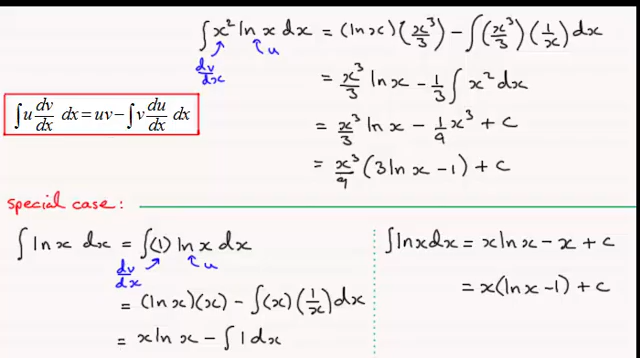 ∫x² ln x dx = (ln x)(x³/3) − ∫(x³/3)(1/x)dx
dv/dx u
= x³/3 ln x − 1/3 ∫ x² dx
∫u dv/dx dx = uv − ∫v du/dx dx
= x³/3 ln x − 1/9 x³ + c
= x³/9 (3 ln x − 1) + c
special case:
∫ ln x dx = ∫(1) ln x dx
dv/dx u
= (ln x)(x) − ∫(x)(1/x)dx
= x ln x − ∫ 1 dx
∫ ln x dx = x ln x − x + c
= x(ln x − 1) + c